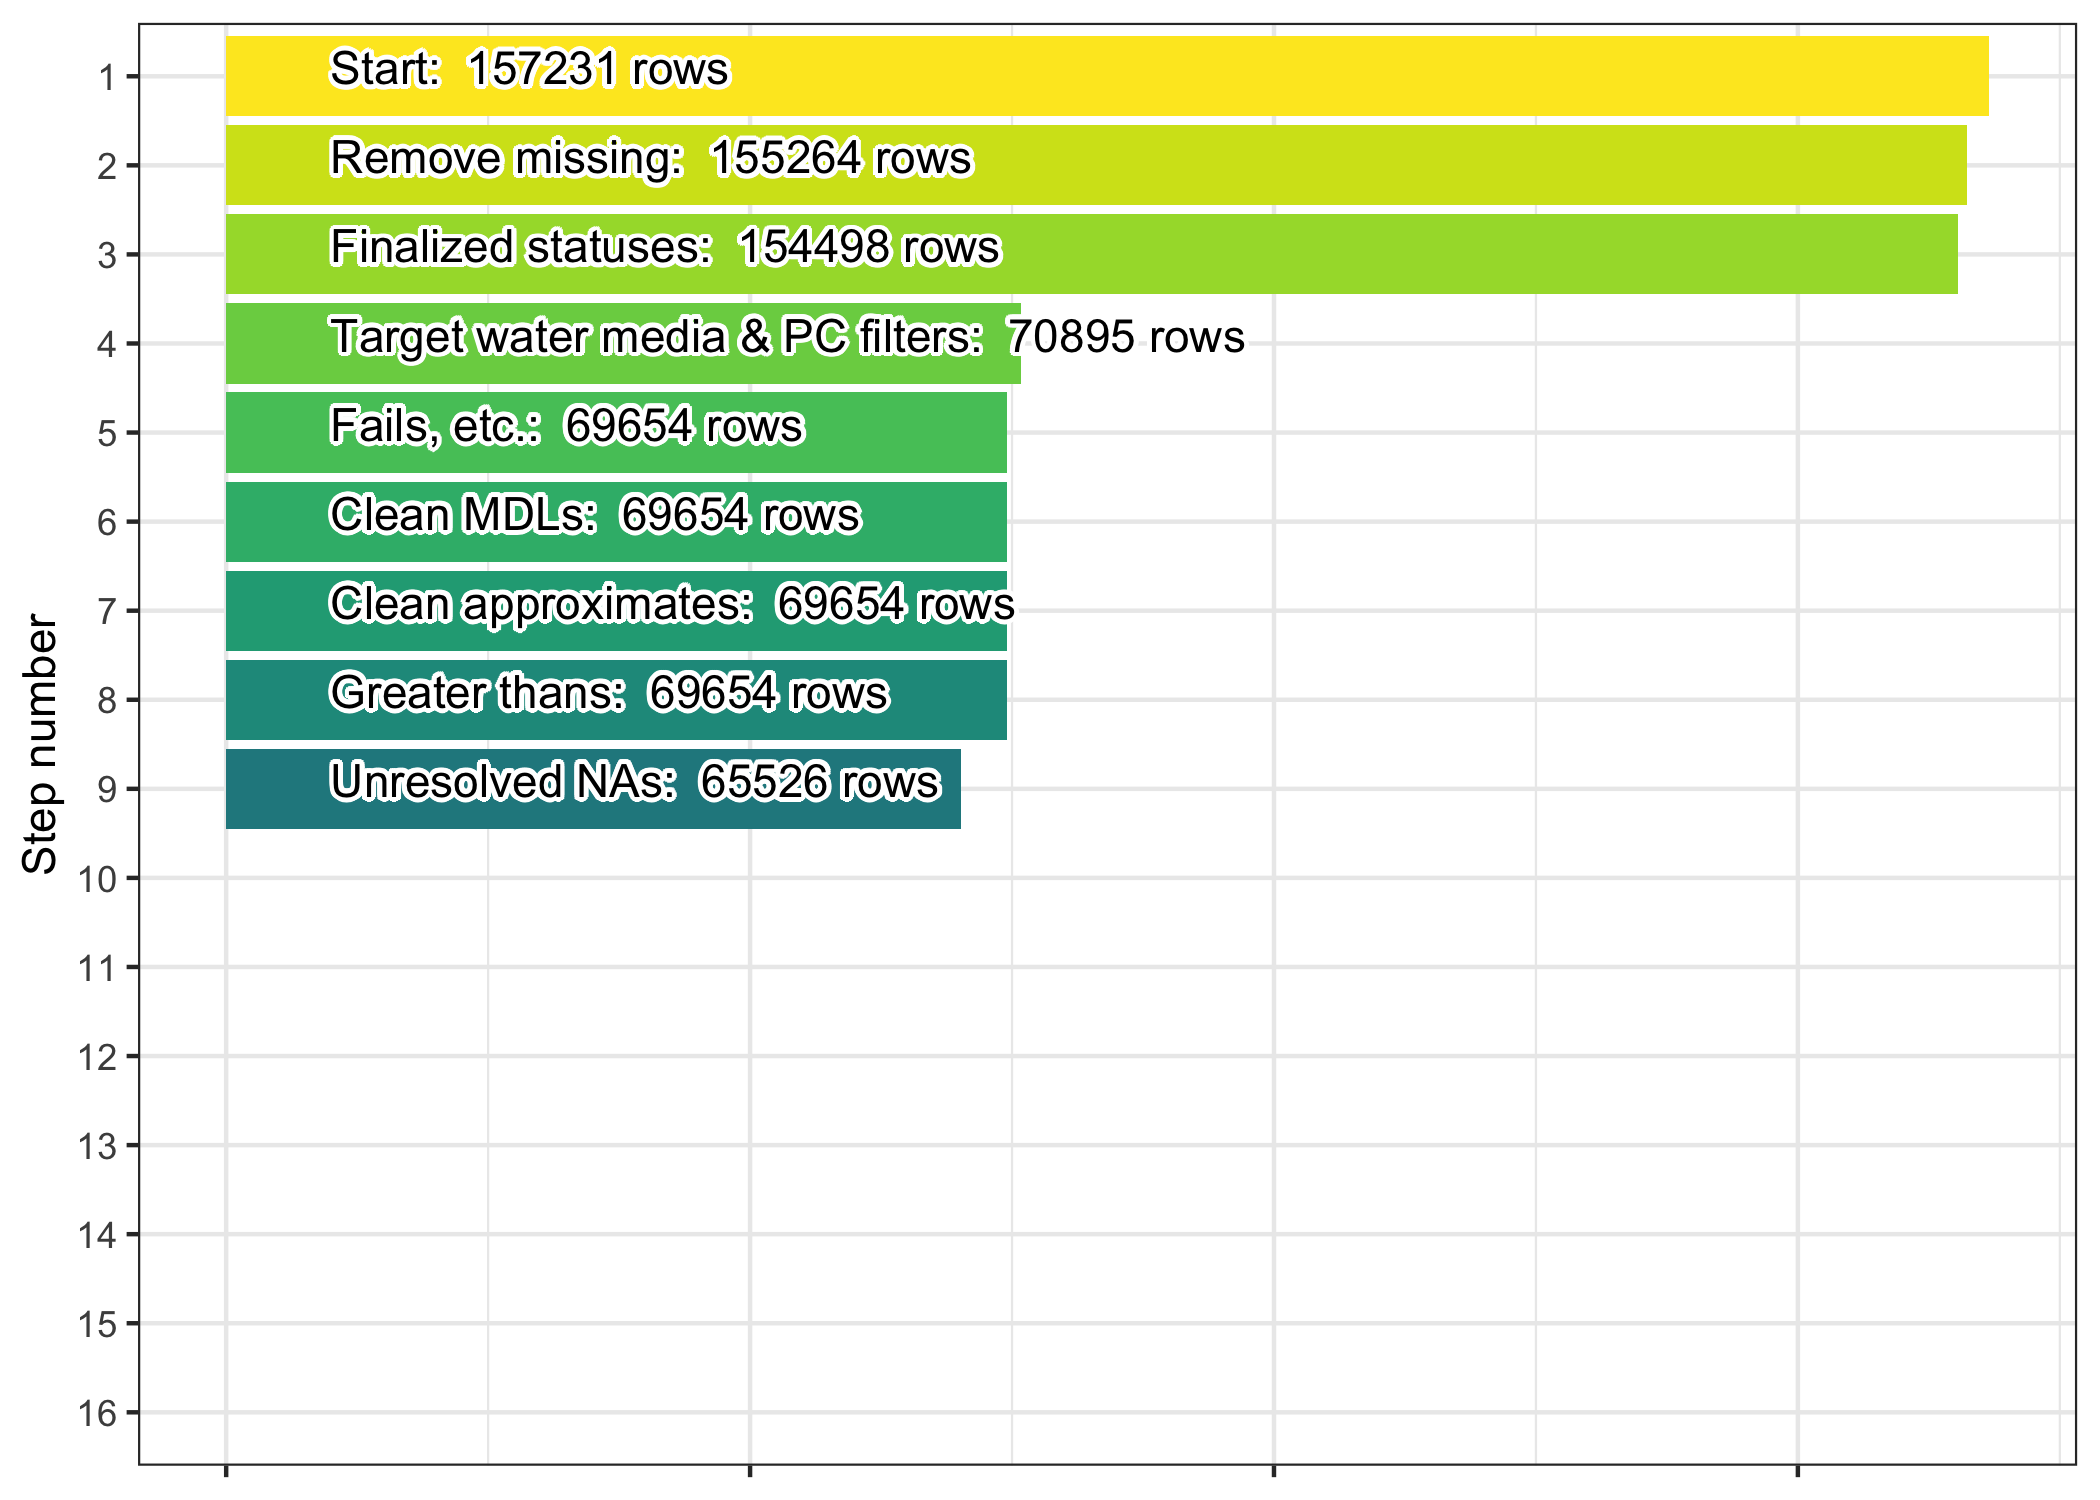 1
Start:  157231 rows
2
Remove missing:  155264 rows
3
Finalized statuses:  154498 rows
4
Target water media & PC filters:  70895 rows
5
Fails, etc.:  69654 rows
6
Clean MDLs:  69654 rows
7
Clean approximates:  69654 rows
8
Greater thans:  69654 rows
9
Unresolved NAs:  65526 rows
10
11
12
13
14
15
16
Step number